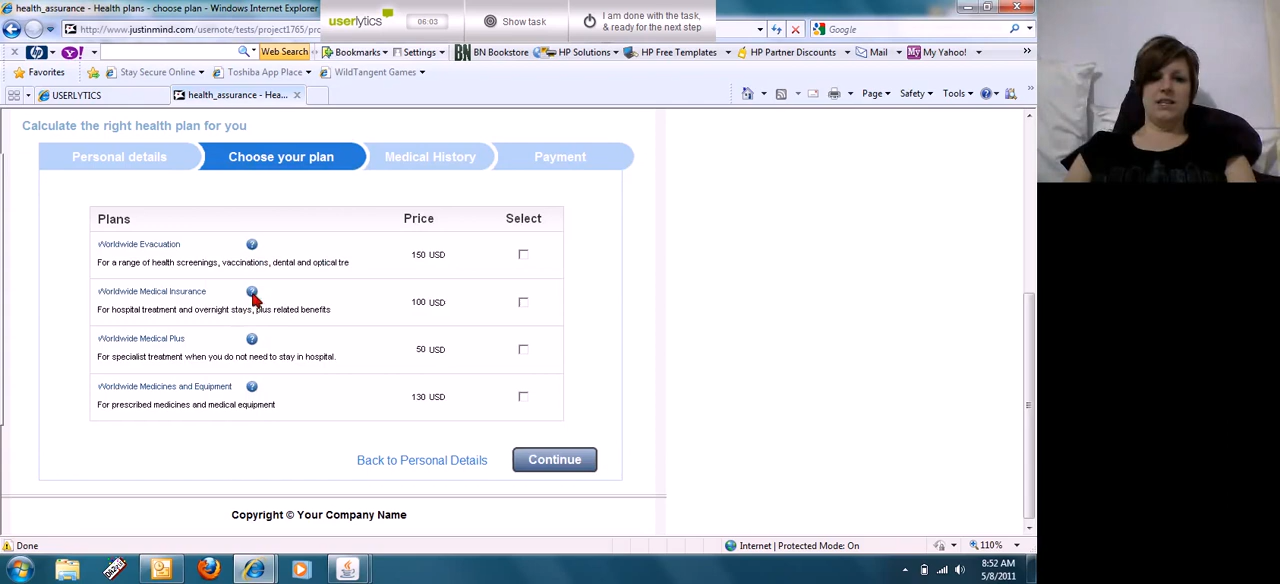 health_assurance - Health plans - choose plan - Windows Internet Explorer
userlytics
06:03
Show task
I am done with the task,
& ready for the next step
http://www.justinmind.com/usernote/tests/project1765/prc
Google
hp
Y!
Web Search
Bookmarks
Settings
BN BN Bookstore
HP Solutions
HP Free Templates
HP Partner Discounts
Mail
My Yahoo!
Favorites
Stay Secure Online
Toshiba App Place
WildTangent Games
USERLYTICS
health_assurance - Hea...
Page
Safety
Tools
Calculate the right health plan for you
Personal details
Choose your plan
Medical History
Payment
Plans
Price
Select
Worldwide Evacuation
For a range of health screenings, vaccinations, dental and optical tre
150 USD
Worldwide Medical Insurance
For hospital treatment and overnight stays, plus related benefits
100 USD
Worldwide Medical Plus
For specialist treatment when you do not need to stay in hospital.
50 USD
Worldwide Medicines and Equipment
For prescribed medicines and medical equipment
130 USD
Back to Personal Details
Continue
Copyright © Your Company Name
Done
Internet | Protected Mode: On
110%
8:52 AM
5/8/2011